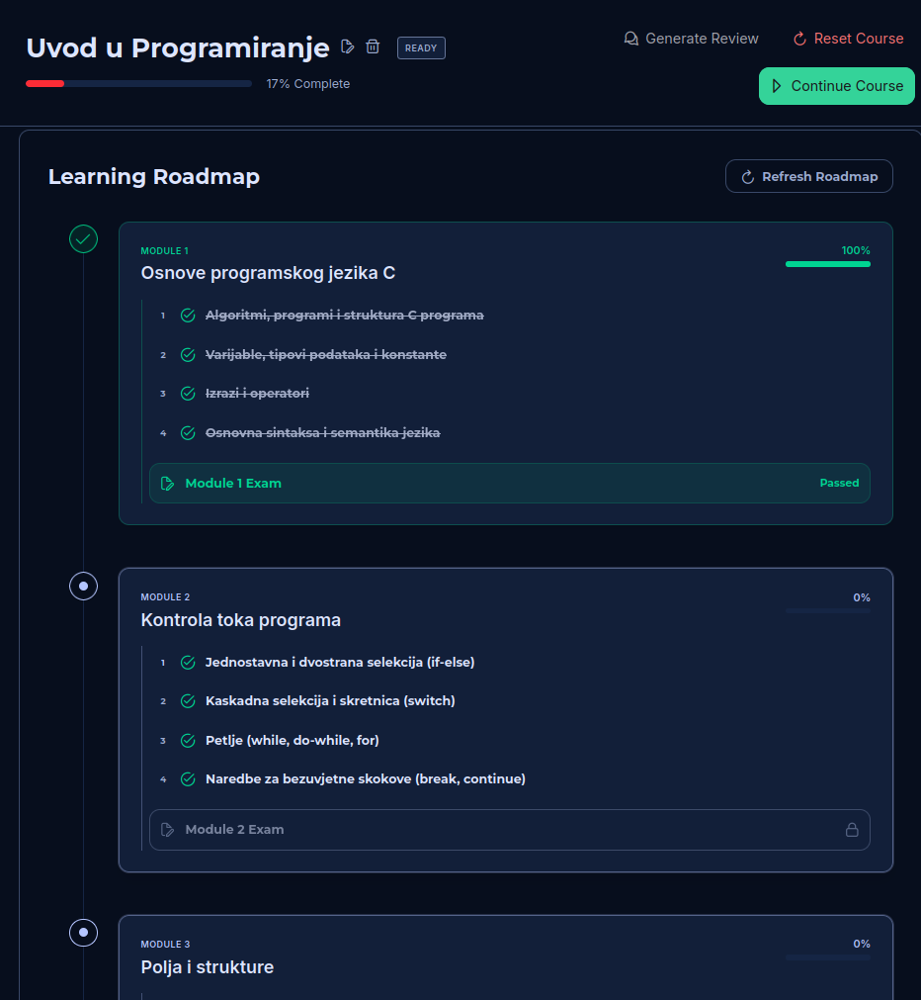 Uvod u Programiranje
READY
Generate Review
Reset Course
17% Complete
Continue Course
Learning Roadmap
Refresh Roadmap
MODULE 1
100%
Osnove programskog jezika C
1 Algoritmi, programi i struktura C programa
2 Varijable, tipovi podataka i konstante
3 Izrazi i operatori
4 Osnovna sintaksa i semantika jezika
Module 1 Exam
Passed
MODULE 2
0%
Kontrola toka programa
1 Jednostavna i dvostrana selekcija (if-else)
2 Kaskadna selekcija i skretnica (switch)
3 Petlje (while, do-while, for)
4 Naredbe za bezuvjetne skokove (break, continue)
Module 2 Exam
MODULE 3
0%
Polja i strukture